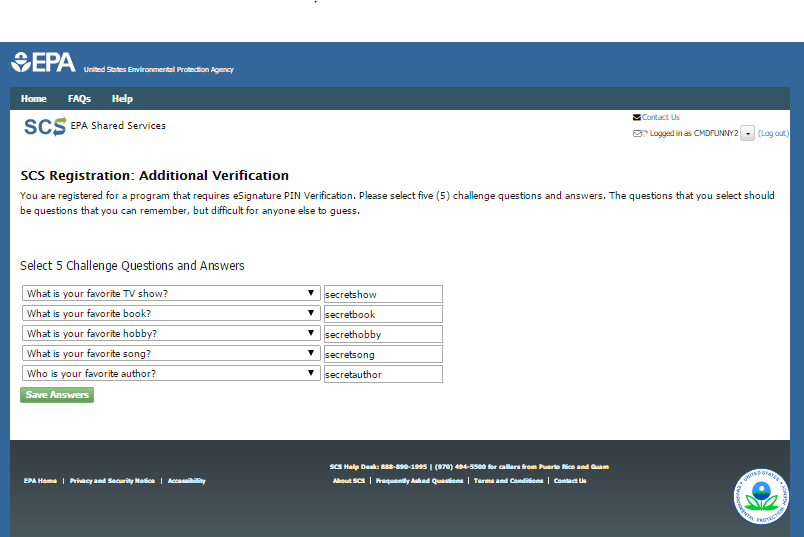 EPA United States Environmental Protection Agency
Home FAQs Help
SCS EPA Shared Services
Contact Us
Logged in as CMDFUNNY2 (Log out)
SCS Registration: Additional Verification
You are registered for a program that requires eSignature PIN Verification. Please select five (5) challenge questions and answers. The questions that you select should
be questions that you can remember, but difficult for anyone else to guess.
Select 5 Challenge Questions and Answers
What is your favorite TV show? secretshow
What is your favorite book? secretbook
What is your favorite hobby? secrethobby
What is your favorite song? secretsong
Who is your favorite author? secretauthor
Save Answers
SCS Help Desk: 888-890-1995 | (970) 494-5500 for callers from Puerto Rico and Guam
EPA Home | Privacy and Security Notice | Accessibility
About SCS | Frequently Asked Questions | Terms and Conditions | Contact Us
UNITED STATES ENVIRONMENTAL PROTECTION AGENCY